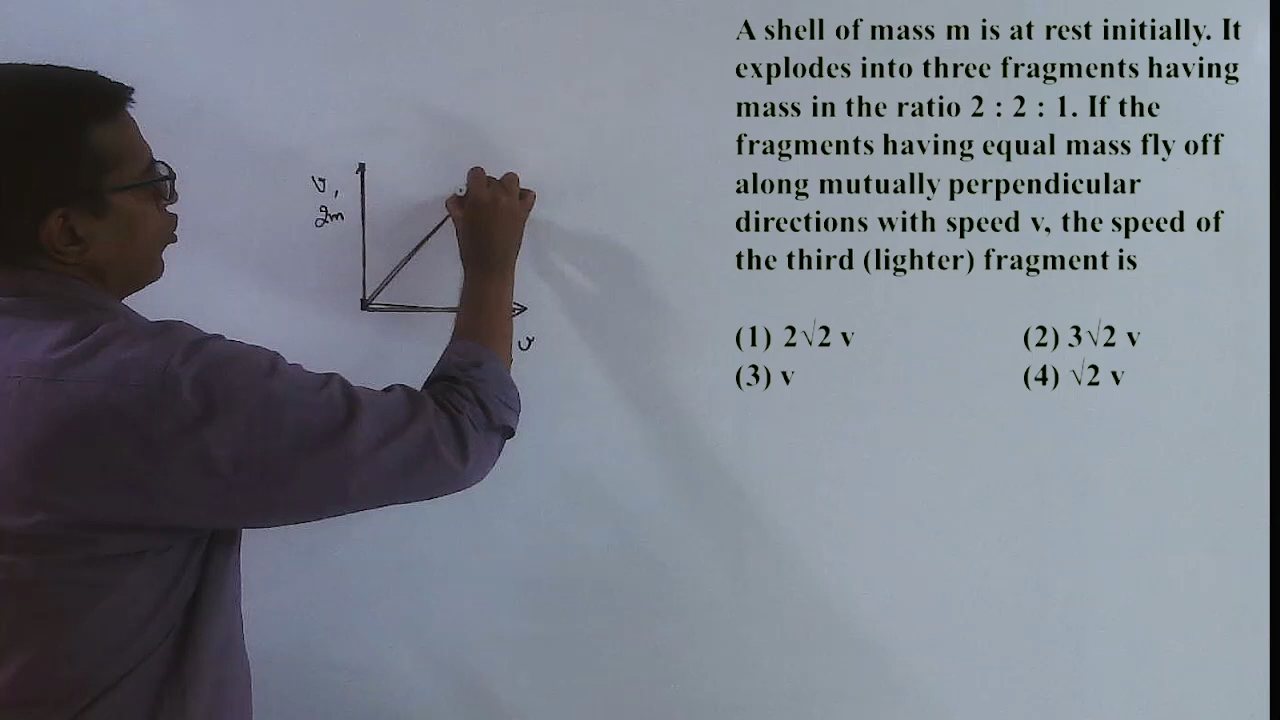 A shell of mass m is at rest initially. It
explodes into three fragments having
mass in the ratio 2 : 2 : 1. If the
fragments having equal mass fly off
along mutually perpendicular
directions with speed v, the speed of
the third (lighter) fragment is
(1) 2√2 v (2) 3√2 v
(3) v (4) √2 v
v,
2m
v